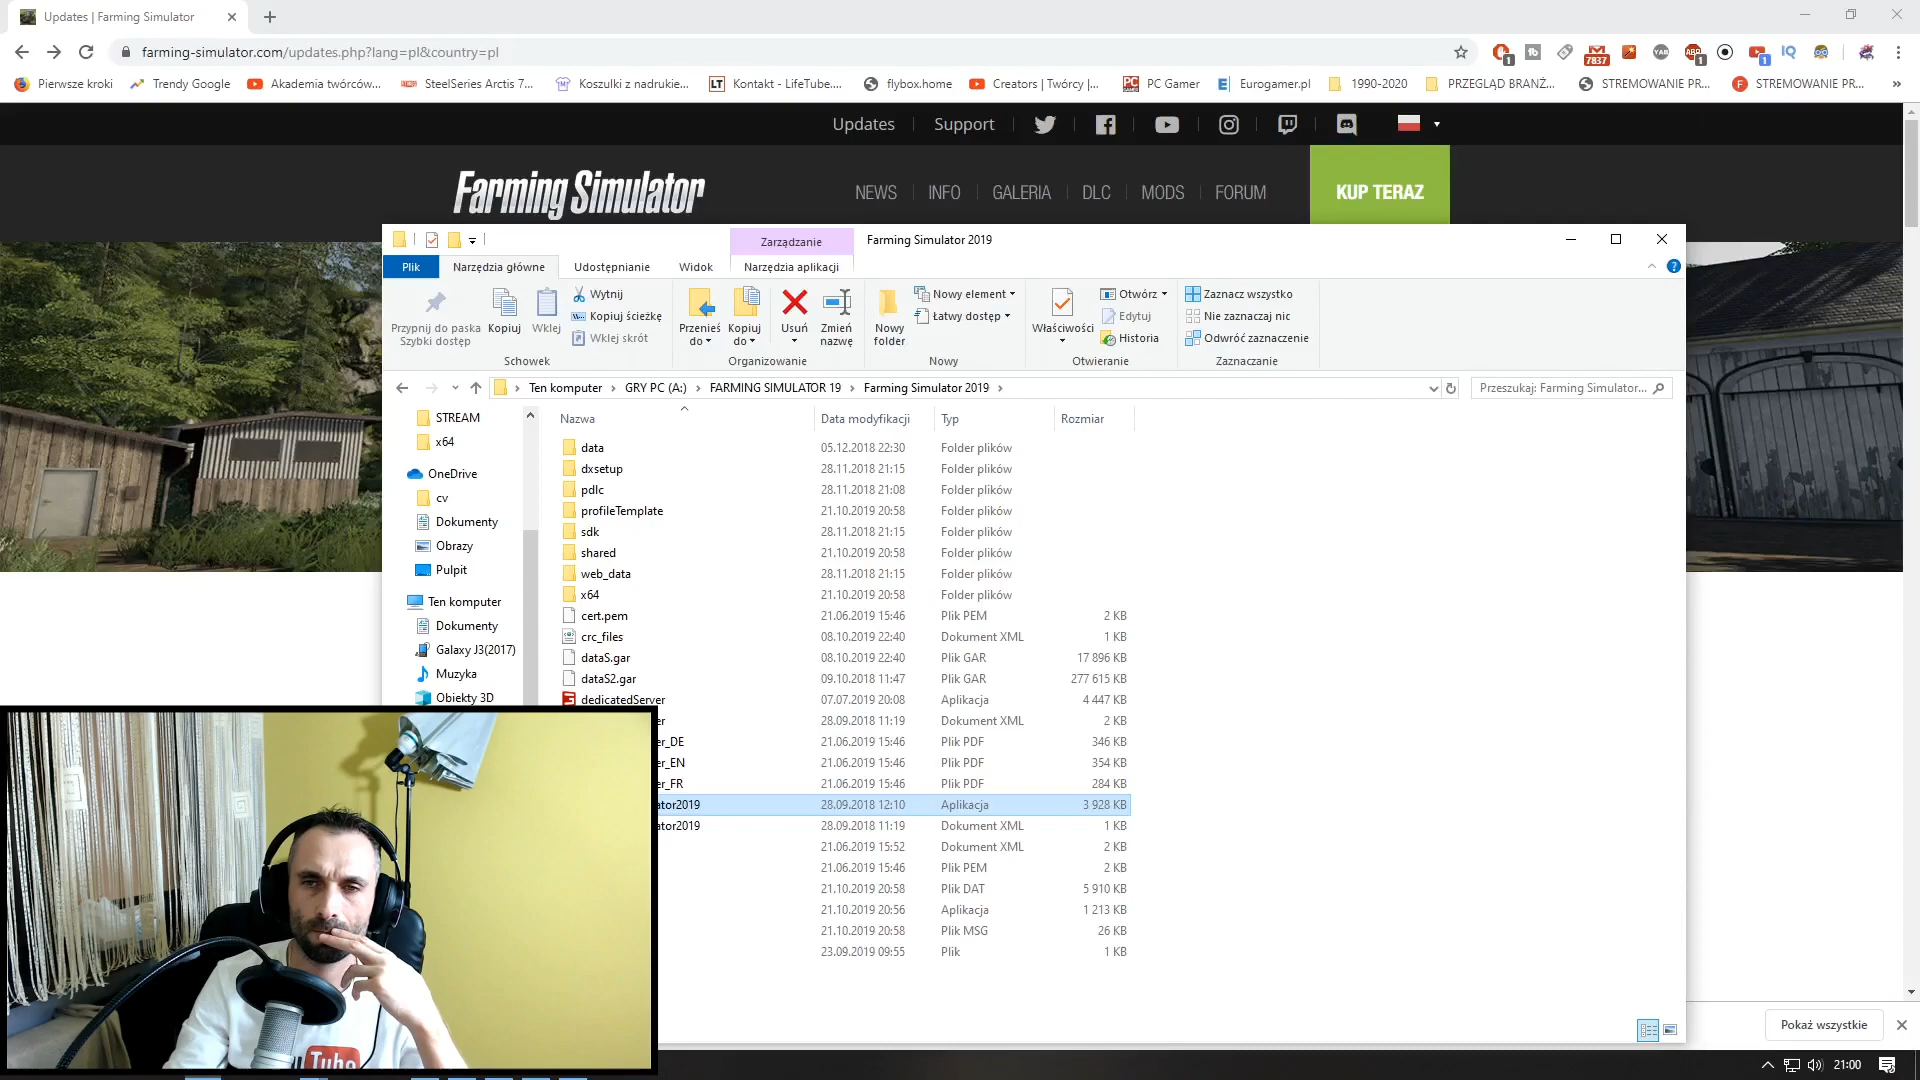 Updates | Farming Simulator
farming-simulator.com/updates.php?lang=pl&country=pl
1
7837
1
1
Pierwsze kroki
Trendy Google
Akademia twórców...
SteelSeries Arctis 7...
Koszulki z nadrukie...
LT Kontakt - LifeTube....
flybox.home
Creators | Twórcy |...
PC Gamer
Eurogamer.pl
1990-2020
PRZEGLĄD BRANŻ...
STREMOWANIE PR...
STREMOWANIE PR...
Updates
Support
Farming Simulator
NEWS
INFO
GALERIA
DLC
MODS
FORUM
KUP TERAZ
Zarządzanie
Farming Simulator 2019
Plik
Narzędzia główne
Udostępnianie
Widok
Narzędzia aplikacji
Przypnij do paska
Szybki dostęp
Kopiuj
Wklej
Wytnij
Kopiuj ścieżkę
Wklej skrót
Schowek
Przenieś
do
Kopiuj
do
Usuń
Zmień
nazwę
Organizowanie
Nowy
folder
Nowy element
Łatwy dostęp
Nowy
Właściwości
Otwórz
Edytuj
Historia
Otwieranie
Zaznacz wszystko
Nie zaznaczaj nic
Odwróć zaznaczenie
Zaznaczanie
Ten komputer
GRY PC (A:)
FARMING SIMULATOR 19
Farming Simulator 2019
Przeszukaj: Farming Simulator...
STREAM
x64
OneDrive
cv
Dokumenty
Obrazy
Pulpit
Ten komputer
Dokumenty
Galaxy J3(2017)
Muzyka
Obiekty 3D
Nazwa Data modyfikacji Typ Rozmiar
data 05.12.2018 22:30 Folder plików
dxsetup 28.11.2018 21:15 Folder plików
pdlc 28.11.2018 21:08 Folder plików
profileTemplate 21.10.2019 20:58 Folder plików
sdk 28.11.2018 21:15 Folder plików
shared 21.10.2019 20:58 Folder plików
web_data 28.11.2018 21:15 Folder plików
x64 21.10.2019 20:58 Folder plików
cert.pem 21.06.2019 15:46 Plik PEM 2 KB
crc_files 08.10.2019 22:40 Dokument XML 1 KB
dataS.gar 08.10.2019 22:40 Plik GAR 17 896 KB
dataS2.gar 09.10.2018 11:47 Plik GAR 277 615 KB
dedicatedServer 07.07.2019 20:08 Aplikacja 4 447 KB
er 28.09.2018 11:19 Dokument XML 2 KB
er_DE 21.06.2019 15:46 Plik PDF 346 KB
er_EN 21.06.2019 15:46 Plik PDF 354 KB
er_FR 21.06.2019 15:46 Plik PDF 284 KB
ator2019 28.09.2018 12:10 Aplikacja 3 928 KB
ator2019 28.09.2018 11:19 Dokument XML 1 KB
21.06.2019 15:52 Dokument XML 2 KB
21.06.2019 15:46 Plik PEM 2 KB
21.10.2019 20:58 Plik DAT 5 910 KB
21.10.2019 20:56 Aplikacja 1 213 KB
21.10.2019 20:58 Plik MSG 26 KB
23.09.2019 09:55 Plik 1 KB
Tube
Pokaż wszystkie
21:00